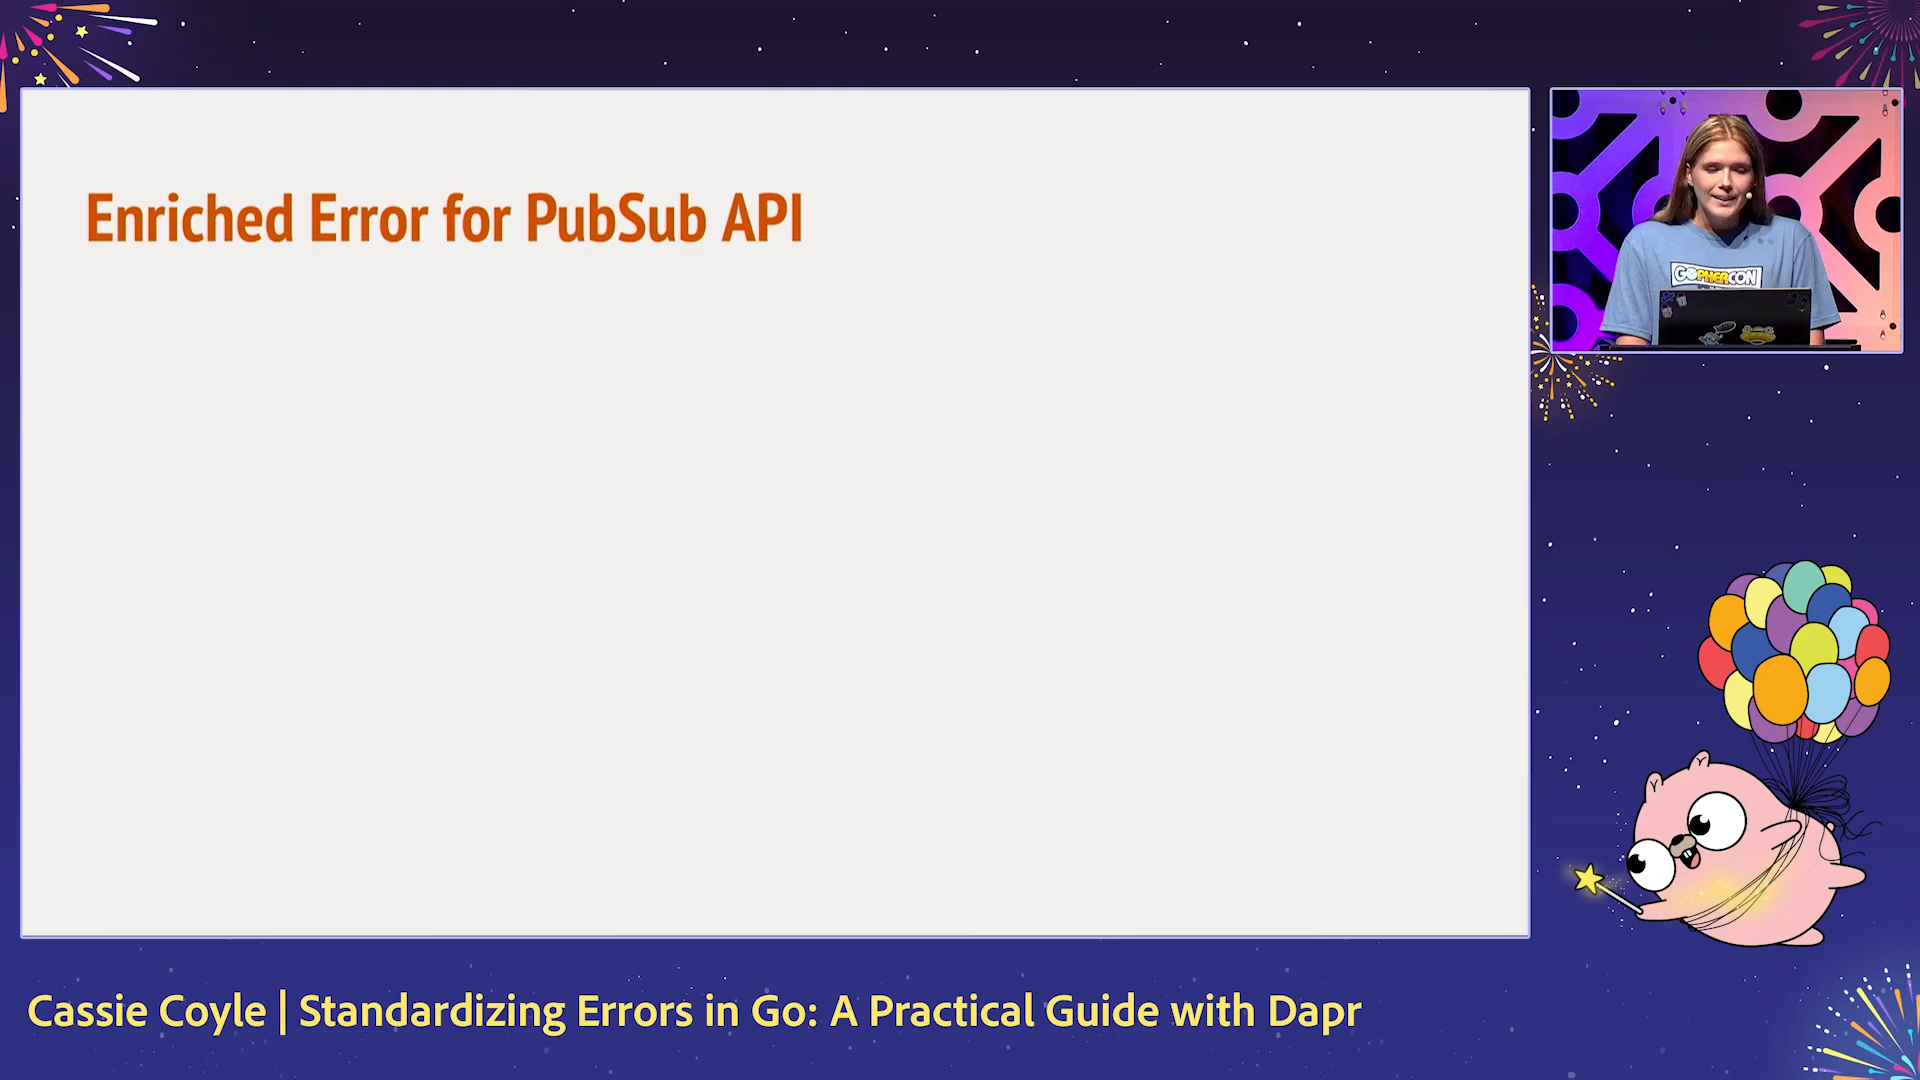 Enriched Error for PubSub API
GOPHERCON
Cassie Coyle | Standardizing Errors in Go: A Practical Guide with Dapr